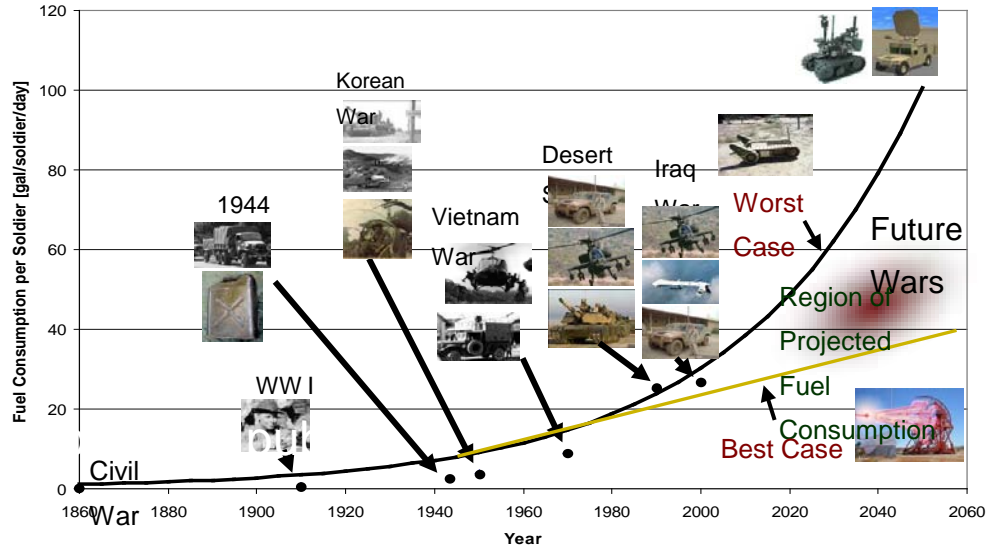 120
100
80
60
40
20
0
Fuel Consumption per Soldier [gal/soldier/day]
1860
1880
1900
1920
1940
1960
1980
2000
2020
2040
2060
Year
Civil
War
WW I
1944
Korean
War
Vietnam
War
Desert
Iraq
War
Worst
Case
Future
Wars
Region of
Projected
Fuel
Consumption
Best Case